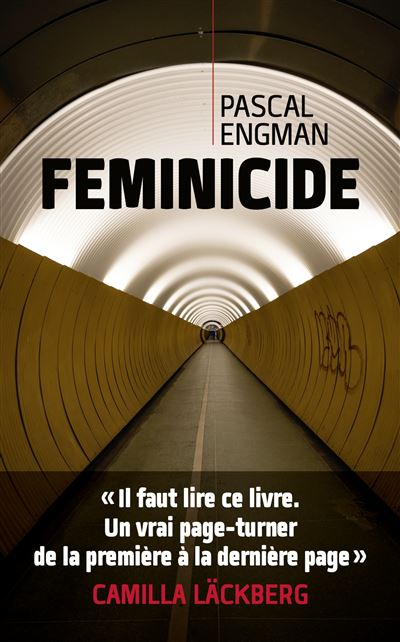 PASCAL
ENGMAN
FEMINICIDE
« Il faut lire ce livre.
Un vrai page-turner
de la première à la dernière page »
CAMILLA LÄCKBERG